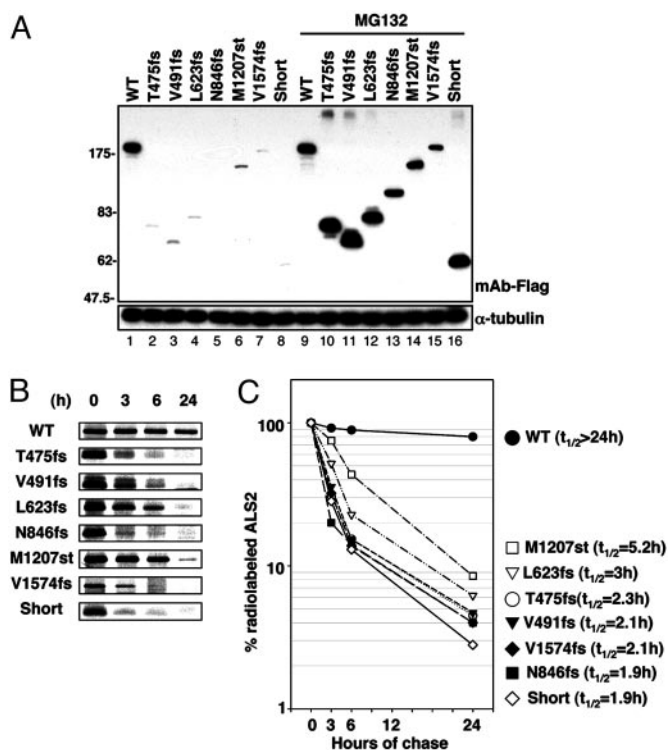 A
MG132
WT
T475fs
V491fs
L623fs
N846fs
M1207st
V1574fs
Short
WT
T475fs
V491fs
L623fs
N846fs
M1207st
V1574fs
Short
175-
83-
62-
47.5-
mAb-Flag
α-tubulin
1 2 3 4 5 6 7 8 9 10 11 12 13 14 15 16
B
(h) 0 3 6 24
WT
T475fs
V491fs
L623fs
N846fs
M1207st
V1574fs
Short
C
% radiolabeled ALS2
100
10
1
0 3 6 12 24
Hours of chase
WT (t1/2>24h)
M1207st (t1/2=5.2h)
L623fs (t1/2=3h)
T475fs(t1/2=2.3h)
V491fs (t1/2=2.1h)
V1574fs (t1/2=2.1h)
N846fs (t1/2=1.9h)
Short (t1/2=1.9h)